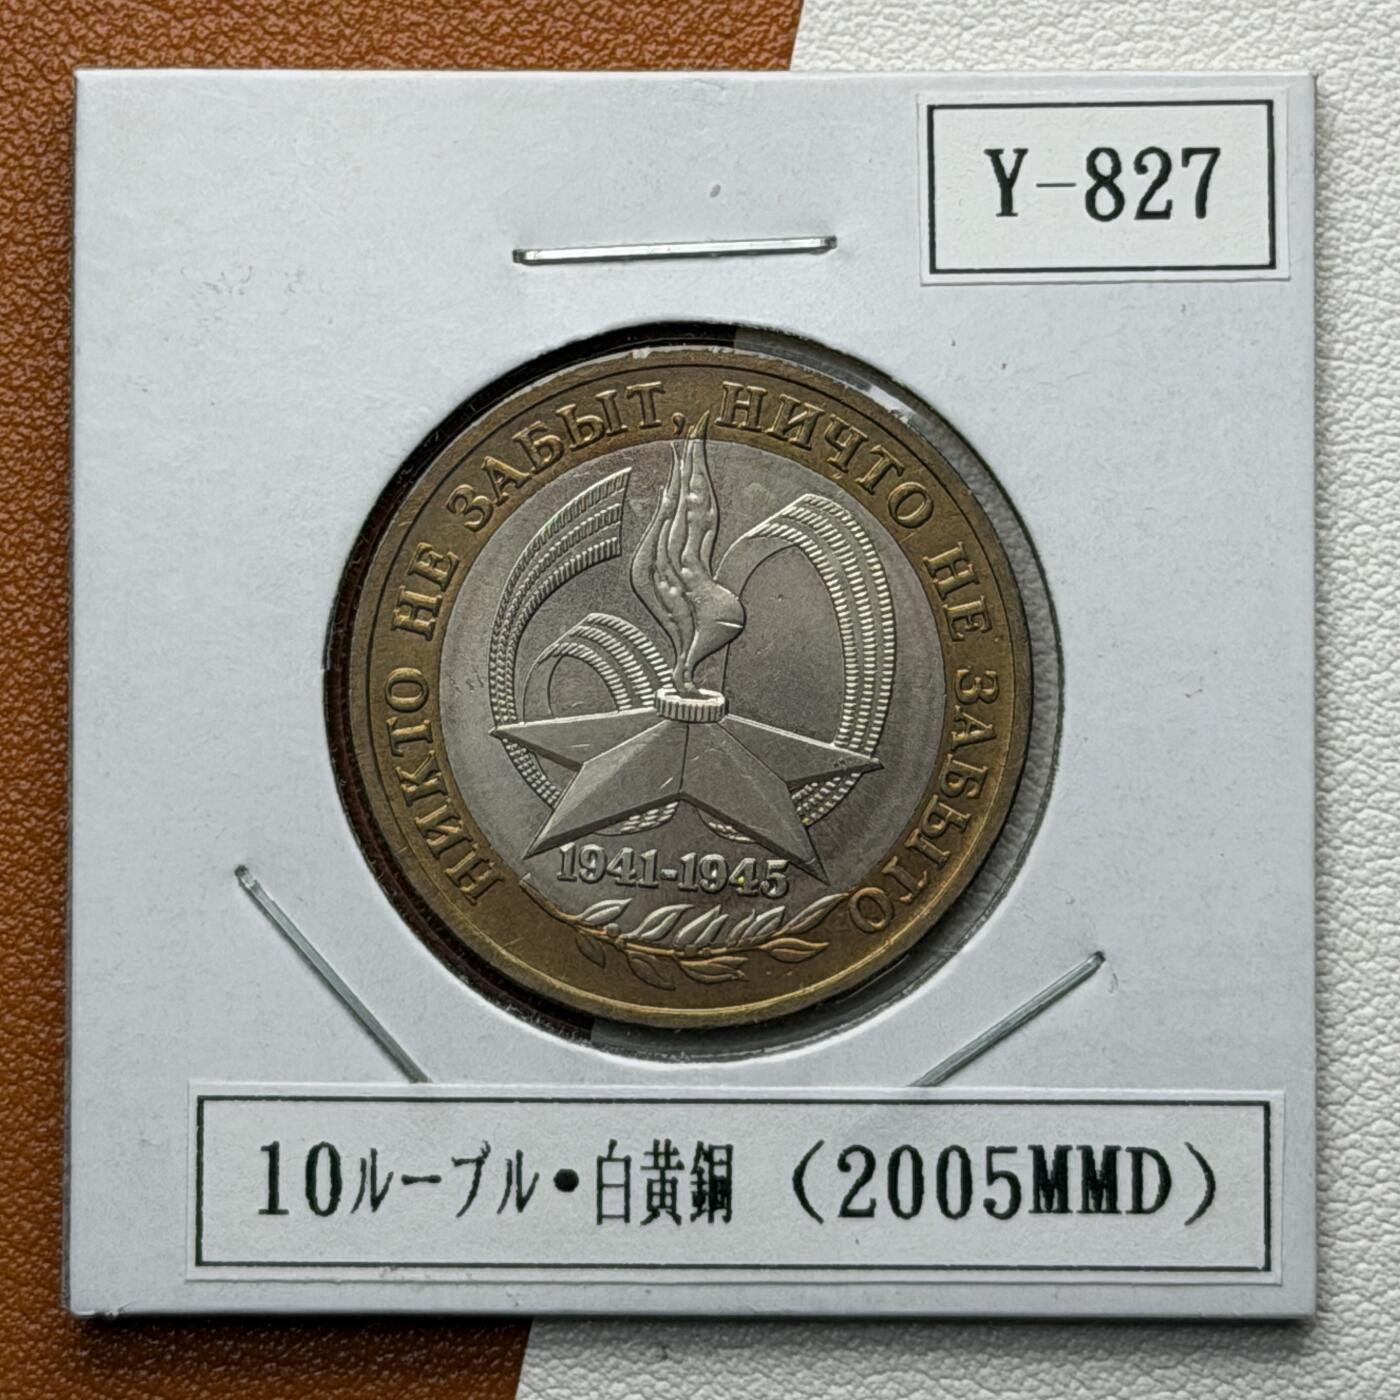 Y-827
НИКТО НЕ ЗАБЫТ, НИЧТО НЕ ЗАБЫТО
1941-1945
10ルーブル•白黄銅（2005MMD）